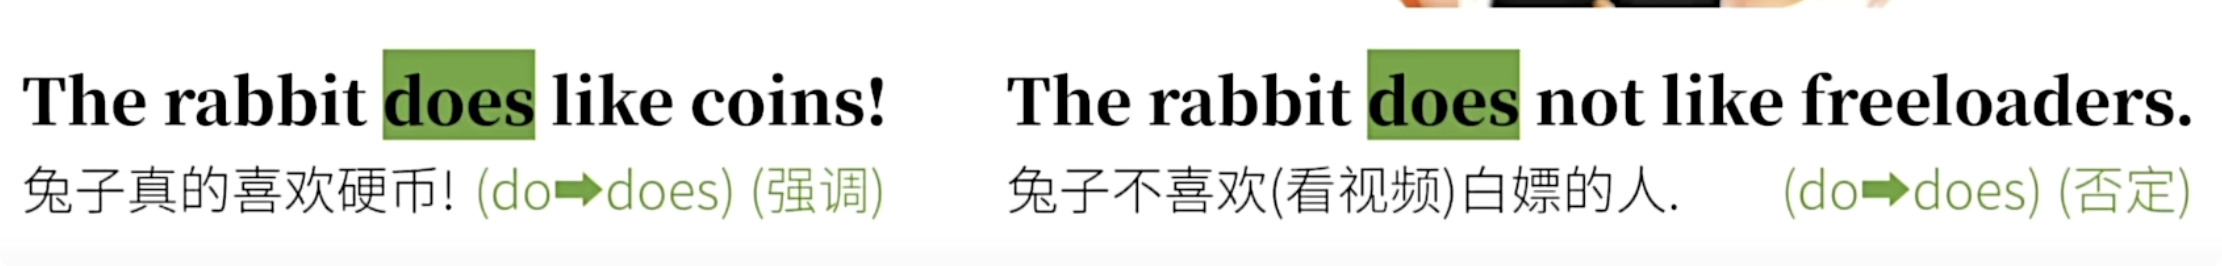 The rabbit does like coins!
兔子真的喜欢硬币! (do➡does) (强调)
The rabbit does not like freeloaders.
兔子不喜欢(看视频)白嫖的人. (do➡does) (否定)